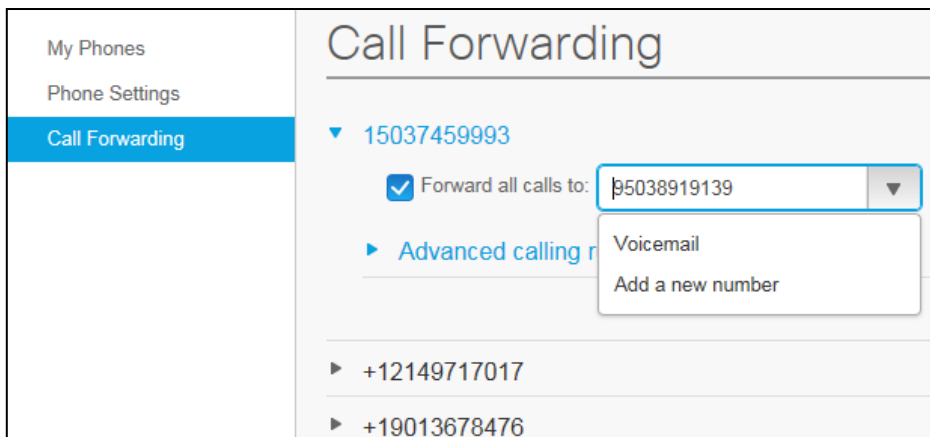 My Phones
Phone Settings
Call Forwarding
Call Forwarding
15037459993
Forward all calls to: 95038919139
Voicemail
Add a new number
Advanced calling r
+12149717017
+19013678476